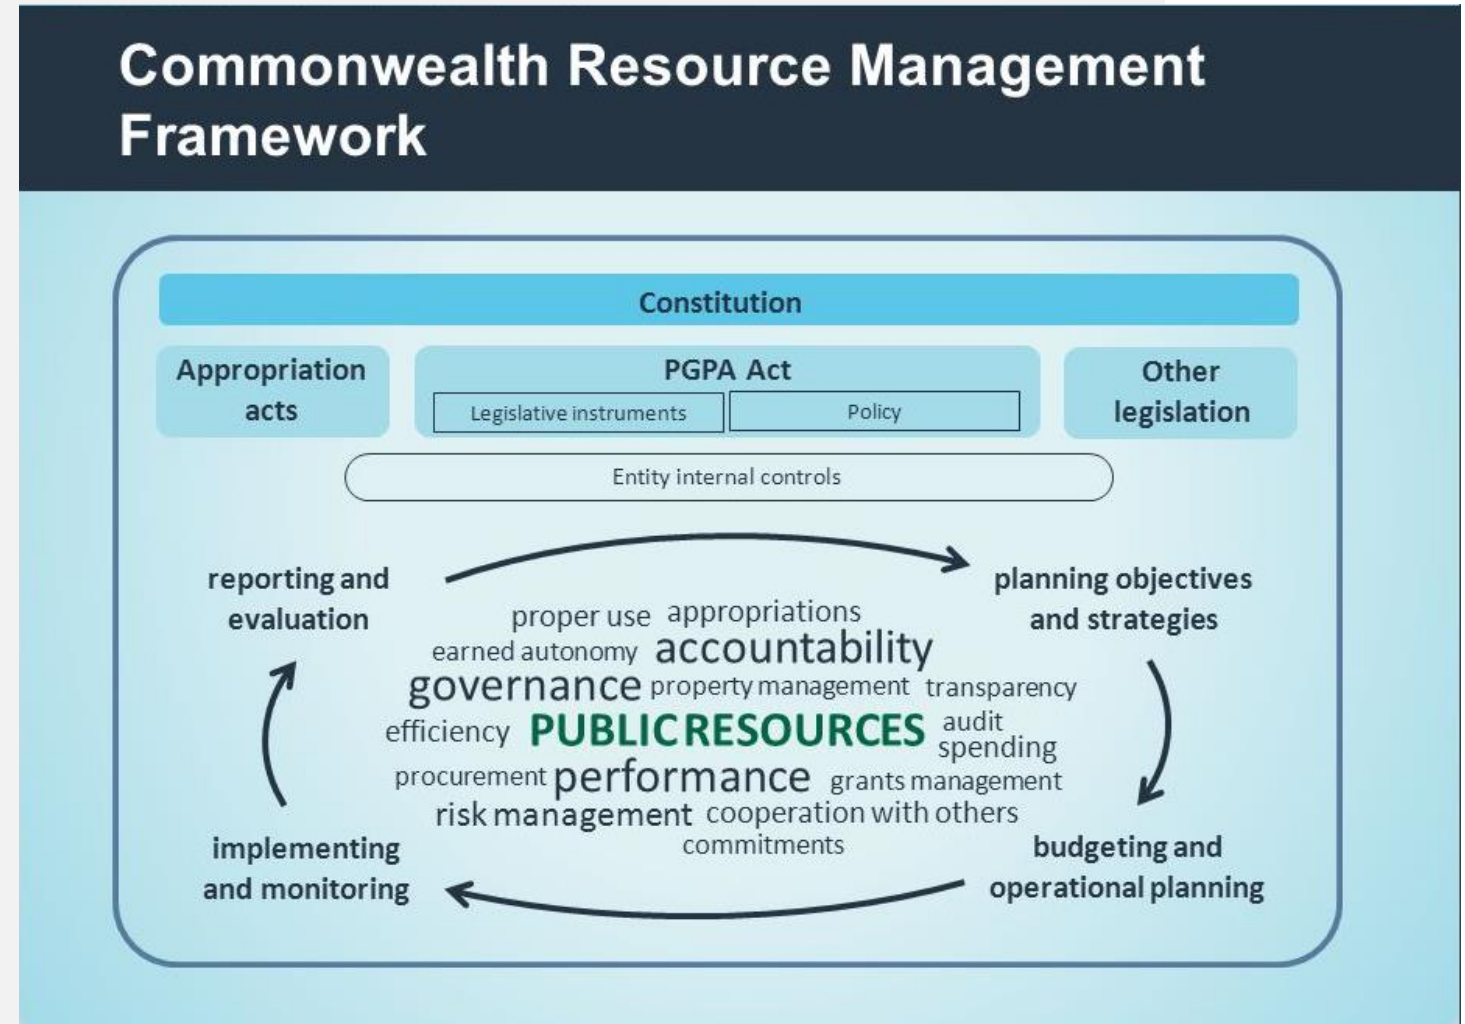 Commonwealth Resource Management
Framework
Constitution
Appropriation
acts
PGPA Act
Legislative instruments
Policy
Other
legislation
Entity internal controls
reporting and
evaluation
planning objectives
and strategies
proper use appropriations
earned autonomy accountability
governance property management transparency
efficiency PUBLIC RESOURCES audit
spending
procurement performance grants management
risk management cooperation with others
commitments
implementing
and monitoring
budgeting and
operational planning